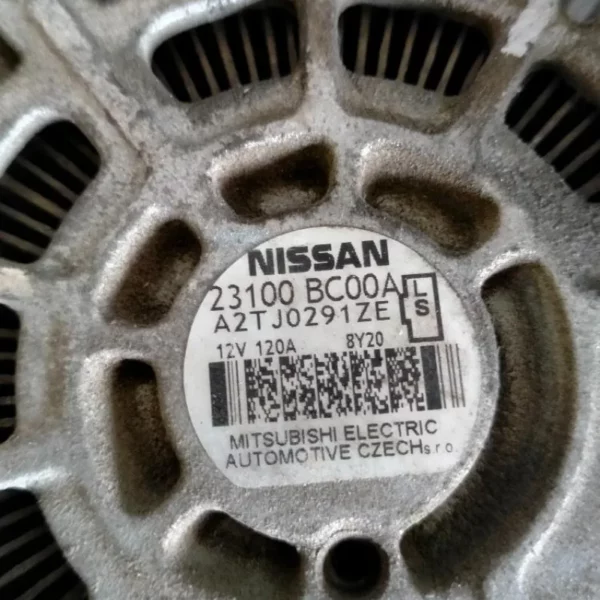 NISSAN
23100 BC00A
A2TJ0291ZE
L
S
12V 120A 8Y20
MITSUBISHI ELECTRIC
AUTOMOTIVE CZECH s.r.o.